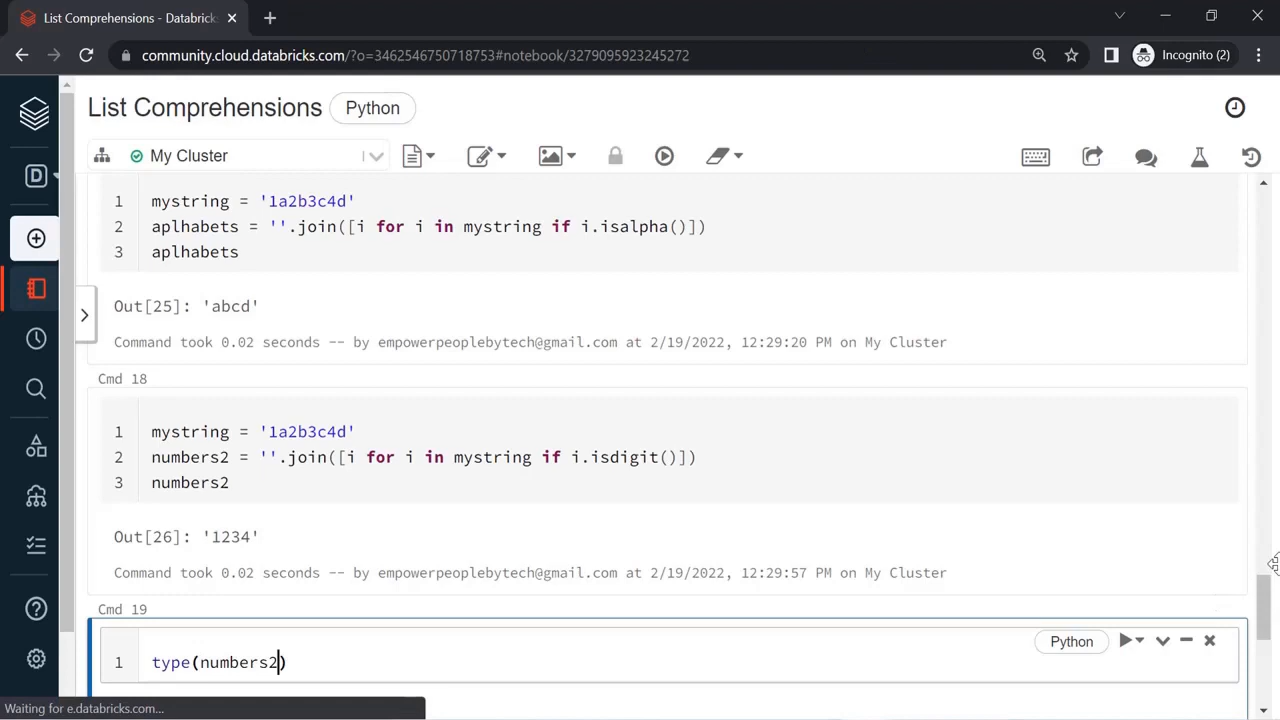 List Comprehensions - Databricks
community.cloud.databricks.com/?o=3462546750718753#notebook/3279095923245272
Incognito (2)
List Comprehensions Python
D
My Cluster
1 mystring = '1a2b3c4d'
2 aplhabets = ''.join([i for i in mystring if i.isalpha()])
3 aplhabets
Out[25]: 'abcd'
Command took 0.02 seconds -- by empowerpeoplebytech@gmail.com at 2/19/2022, 12:29:20 PM on My Cluster
Cmd 18
1 mystring = '1a2b3c4d'
2 numbers2 = ''.join([i for i in mystring if i.isdigit()])
3 numbers2
Out[26]: '1234'
Command took 0.02 seconds -- by empowerpeoplebytech@gmail.com at 2/19/2022, 12:29:57 PM on My Cluster
Cmd 19
Python
1 type(numbers2)
Waiting for e.databricks.com...